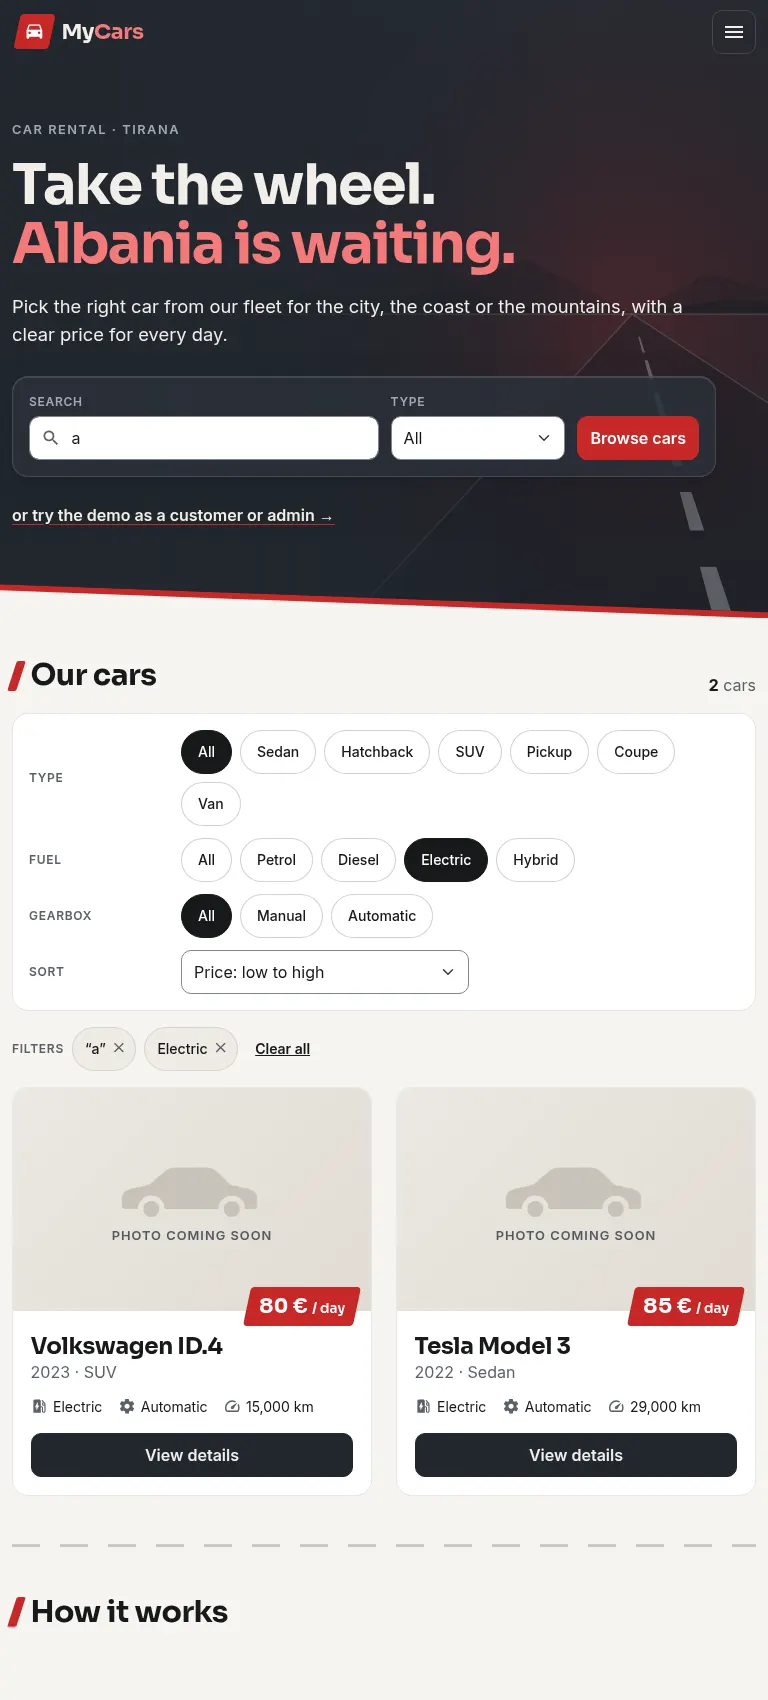 MyCars
CAR RENTAL · TIRANA
Take the wheel.
Albania is waiting.
Pick the right car from our fleet for the city, the coast or the mountains, with a
clear price for every day.
SEARCH
TYPE
a
All
Browse cars
or try the demo as a customer or admin →
Our cars
2 cars
TYPE
All
Sedan
Hatchback
SUV
Pickup
Coupe
Van
FUEL
All
Petrol
Diesel
Electric
Hybrid
GEARBOX
All
Manual
Automatic
SORT
Price: low to high
FILTERS
“a” ×
Electric ×
Clear all
PHOTO COMING SOON
80 € / day
Volkswagen ID.4
2023 · SUV
Electric
Automatic
15,000 km
View details
PHOTO COMING SOON
85 € / day
Tesla Model 3
2022 · Sedan
Electric
Automatic
29,000 km
View details
How it works